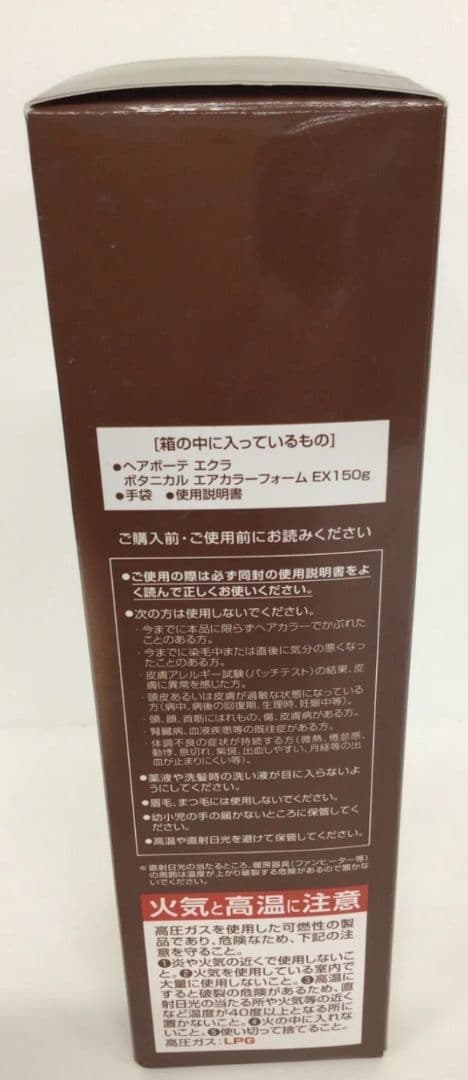 [箱の中に入っているもの]
●ヘアボーテ エクラ
ボタニカル エアカラーフォーム EX150g
●手袋 ●使用説明書
ご購入前・ご使用前にお読みください
●ご使用の際は必ず同封の使用説明書をよ
く読んで正しくお使いください。
●次の方は使用しないでください。
・今までに本品に限らずヘアカラーでかぶれた
ことのある方。
・今までに染毛中または直後に気分の悪くなっ
たことのある方。
・皮膚アレルギー試験(パッチテスト)の結果、皮
膚に異常を感じた方。
・頭皮あるいは皮膚が過敏な状態になっている
方(病中、病後の回復期、生理時、妊娠中等)。
・頭、顔、首筋にはれもの、傷、皮膚病がある方。
・腎臓病、血液疾患等の既往症がある方。
・体調不良の症状が持続する方(微熱、倦怠感、
動悸、息切れ、紫斑、出血しやすい、月経等の出
血が止まりにくい等)。
●薬液や洗髪時の洗い液が目に入らないよ
うにしてください。
●眉毛、まつ毛には使用しないでください。
●幼小児の手の届かないところに保管してく
ださい。
●高温や直射日光を避けて保管してください。
※直射日光の当たるところ、暖房器具(ファンヒーター等)
の周囲は温度が上がり破裂する危険があるので置かな
いでください。
火気と高温に注意
高圧ガスを使用した可燃性の製
品であり、危険なため、下記の注
意を守ること。
❶炎や火気の近くで使用しないこ
と。❷火気を使用している室内で
大量に使用しないこと。❸高温に
すると破裂の危険があるため、直
射日光の当たる所や火気等の近く
など温度が40度以上となる所に
置かないこと。❹火の中に入れな
いこと。❺使い切って捨てること。
高圧ガス:LPG